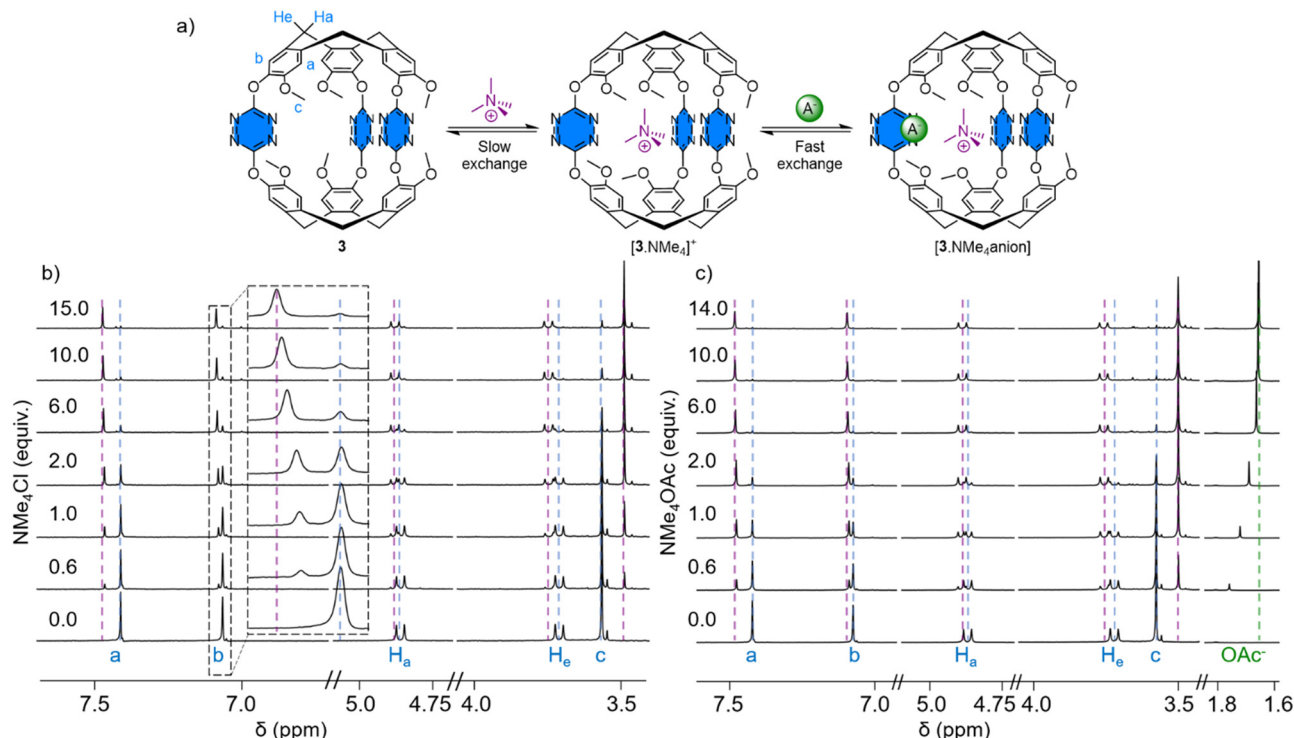 a)
He Ha
b
a
c
O O O O
N N N N
Slow
exchange
A⁻
Fast
exchange
A⁻
3
[3.NMe₄]⁺
[3.NMe₄anion]
b)
NMe₄Cl (equiv.)
15.0
10.0
6.0
2.0
1.0
0.6
0.0
a
b
Hₐ
Hₑ
c
7.5
7.0
5.0
4.75
4.0
3.5
δ (ppm)
c)
NMe₄OAc (equiv.)
14.0
10.0
6.0
2.0
1.0
0.6
0.0
a
b
Hₐ
Hₑ
c
OAc⁻
7.5
7.0
5.0
4.75
4.0
3.5
1.8
1.6
δ (ppm)